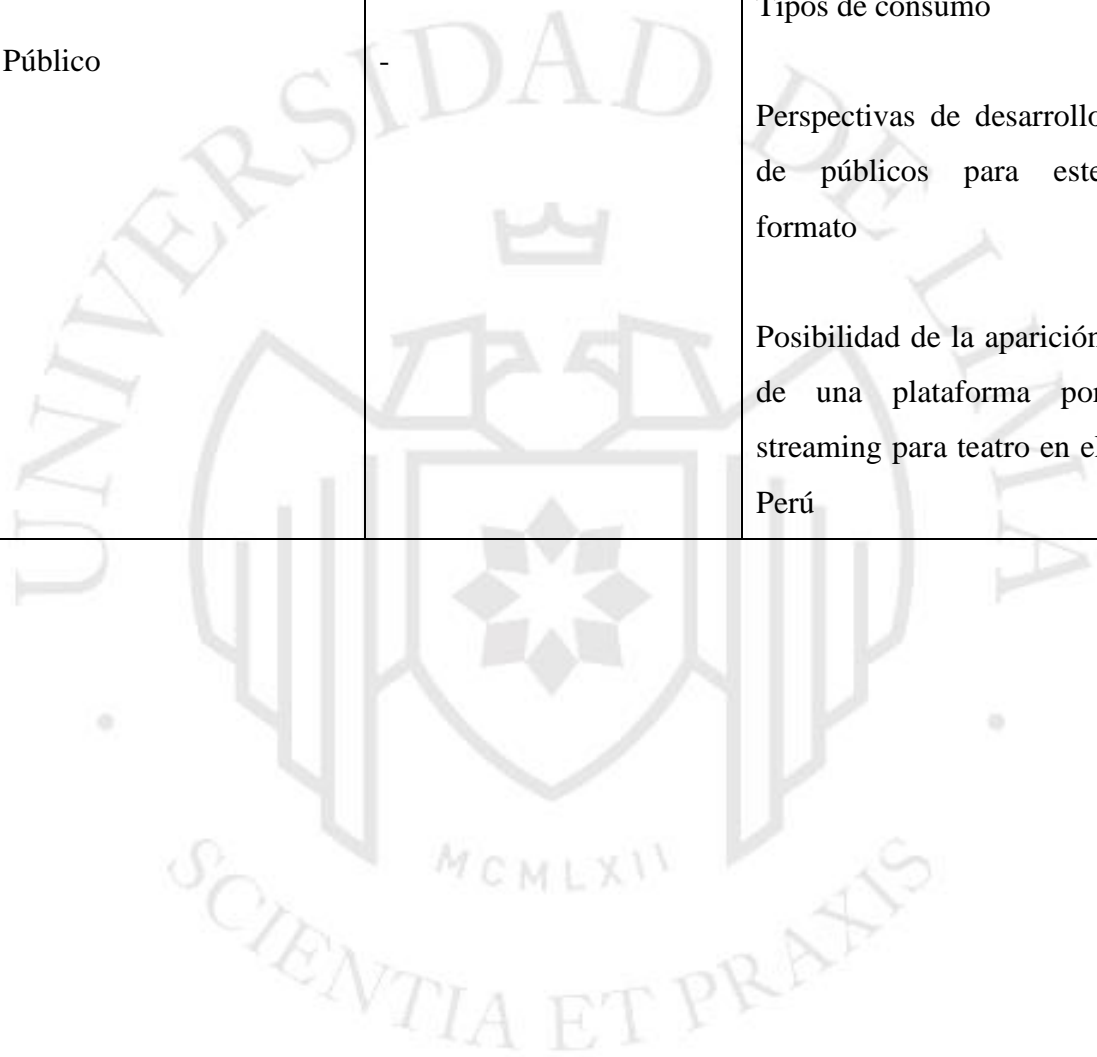 Tipos de consumo
Público
-
Perspectivas de desarrollo
de públicos para este
formato
Posibilidad de la aparición
de una plataforma por
streaming para teatro en el
Perú
UNIVERSIDAD DE LIMA
MCMLXII
SCIENTIA ET PRAXIS